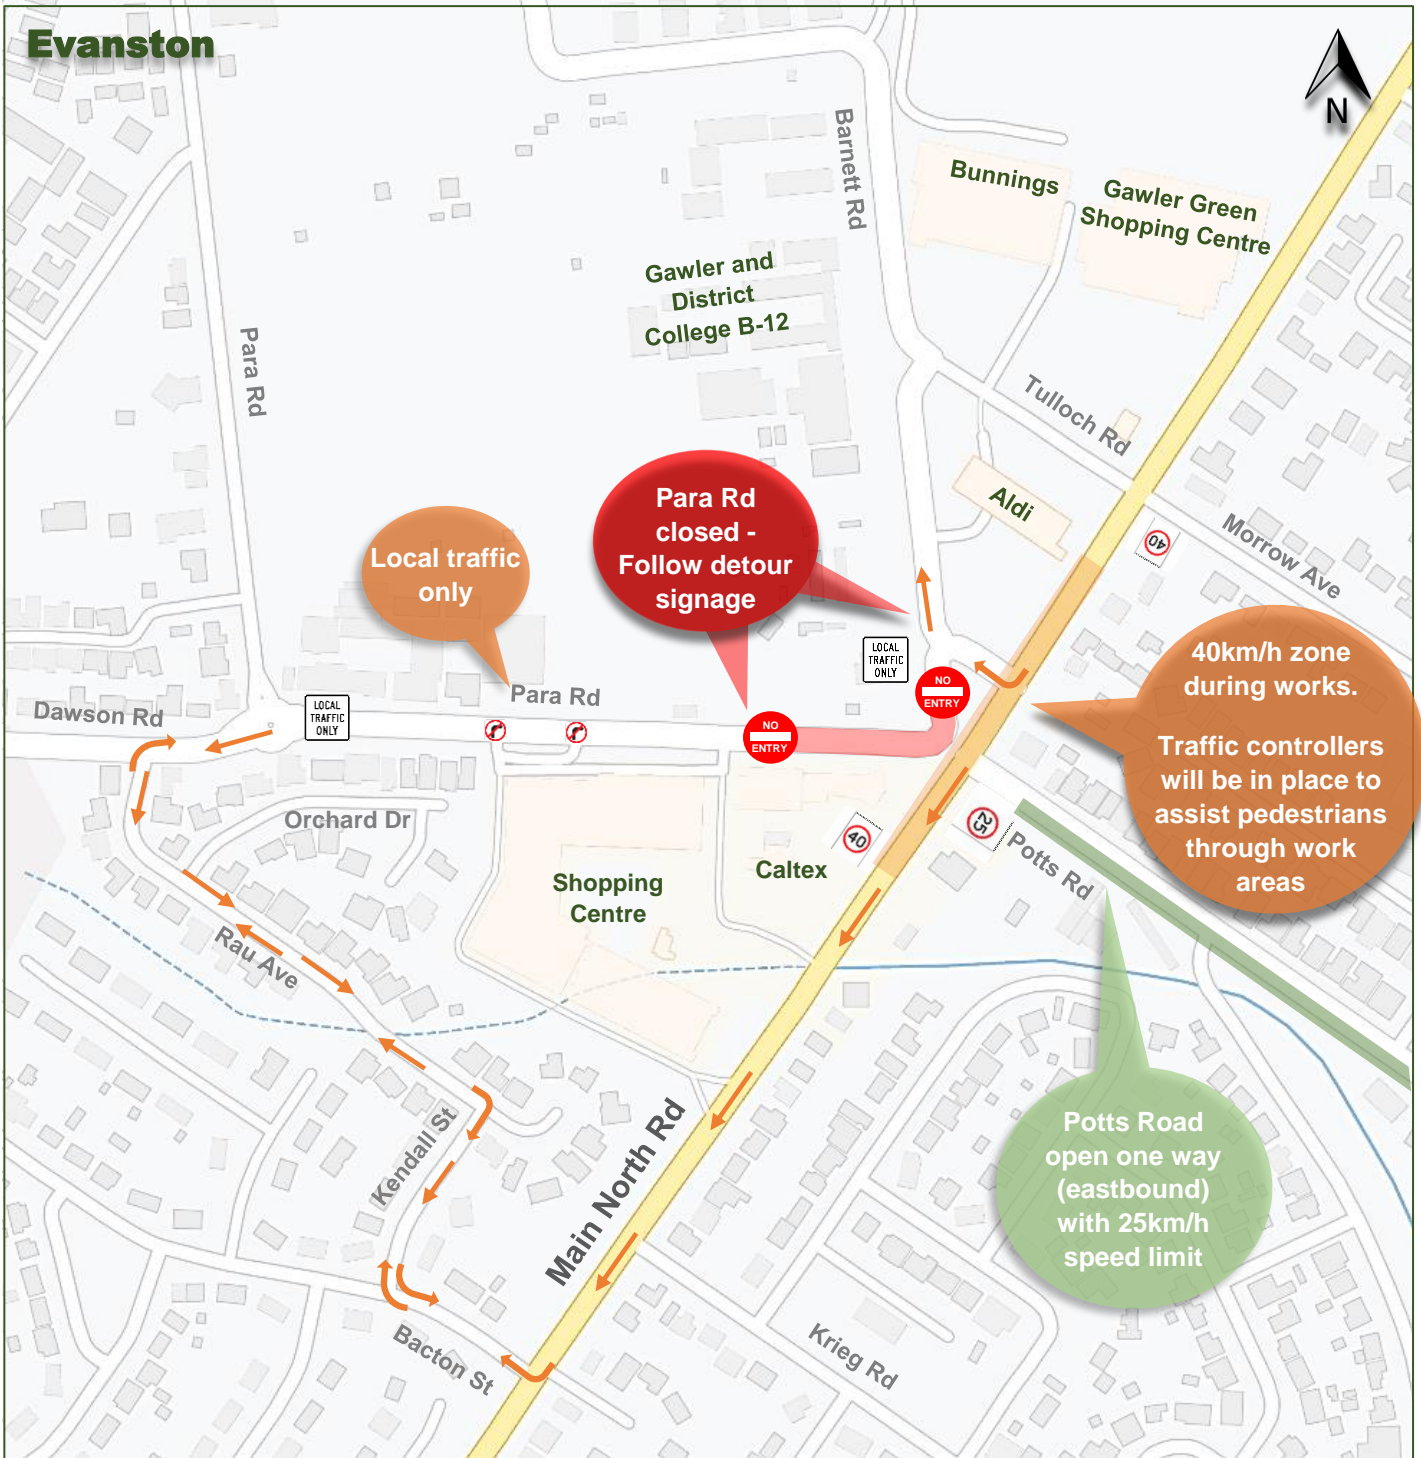 Evanston
N
Barnett Rd
Bunnings
Gawler Green
Shopping Centre
Gawler and
District
College B-12
Para Rd
Tulloch Rd
Aldi
Morrow Ave
40
Para Rd
closed -
Follow detour
signage
Local traffic
only
LOCAL
TRAFFIC
ONLY
40km/h zone
during works.
Traffic controllers
will be in place to
assist pedestrians
through work
areas
NO
ENTRY
Para Rd
Dawson Rd
LOCAL
TRAFFIC
ONLY
NO
ENTRY
Orchard Dr
40
25
Potts Rd
Caltex
Shopping
Centre
Rau Ave
Potts Road
open one way
(eastbound)
with 25km/h
speed limit
Kendall St
Main North Rd
Bacton St
Krieg Rd